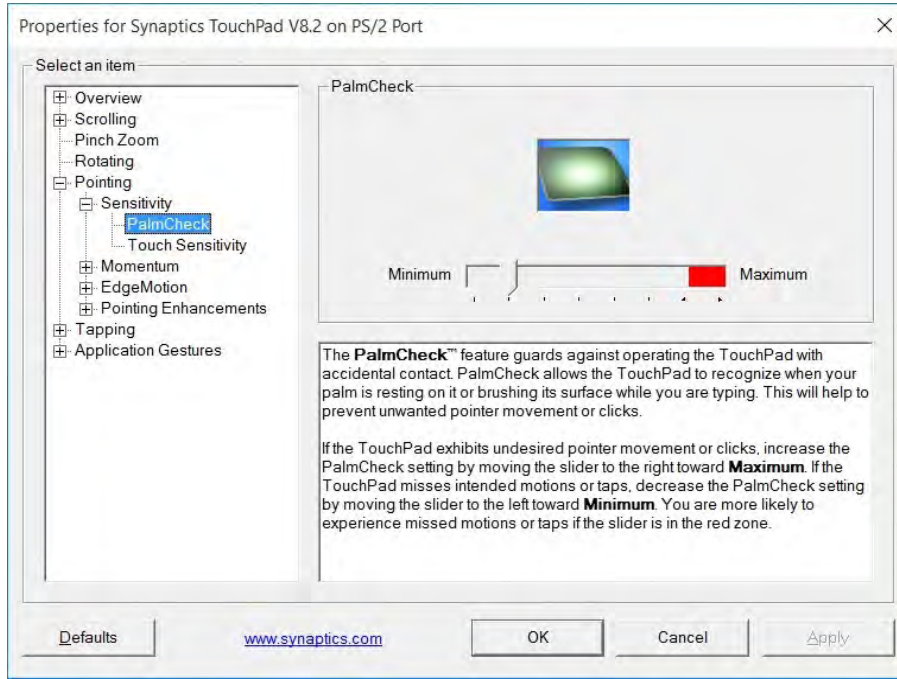 Properties for Synaptics TouchPad V8.2 on PS/2 Port
Select an item
Overview
Scrolling
Pinch Zoom
Rotating
Pointing
Sensitivity
PalmCheck
Touch Sensitivity
Momentum
EdgeMotion
Pointing Enhancements
Tapping
Application Gestures
PalmCheck
Minimum Maximum
The PalmCheck™ feature guards against operating the TouchPad with
accidental contact. PalmCheck allows the TouchPad to recognize when your
palm is resting on it or brushing its surface while you are typing. This will help to
prevent unwanted pointer movement or clicks.
If the TouchPad exhibits undesired pointer movement or clicks, increase the
PalmCheck setting by moving the slider to the right toward Maximum. If the
TouchPad misses intended motions or taps, decrease the PalmCheck setting
by moving the slider to the left toward Minimum. You are more likely to
experience missed motions or taps if the slider is in the red zone.
Defaults www.synaptics.com OK Cancel Apply